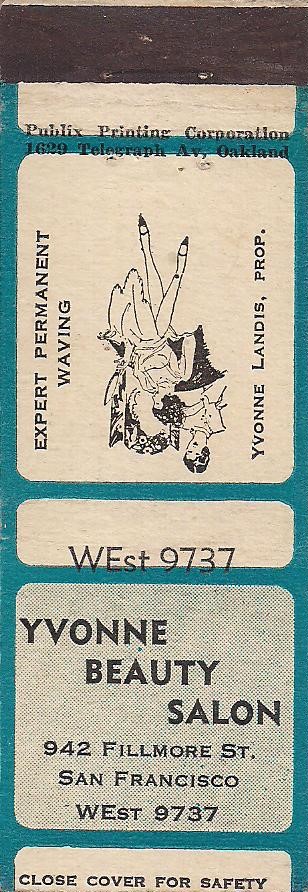 Publix Printing Corporation
1629 Telegraph Av, Oakland
EXPERT PERMANENT
WAVING
YVONNE LANDIS, PROP.
WEst 9737
YVONNE
BEAUTY
SALON
942 FILLMORE ST.
SAN FRANCISCO
WEST 9737
CLOSE COVER FOR SAFETY